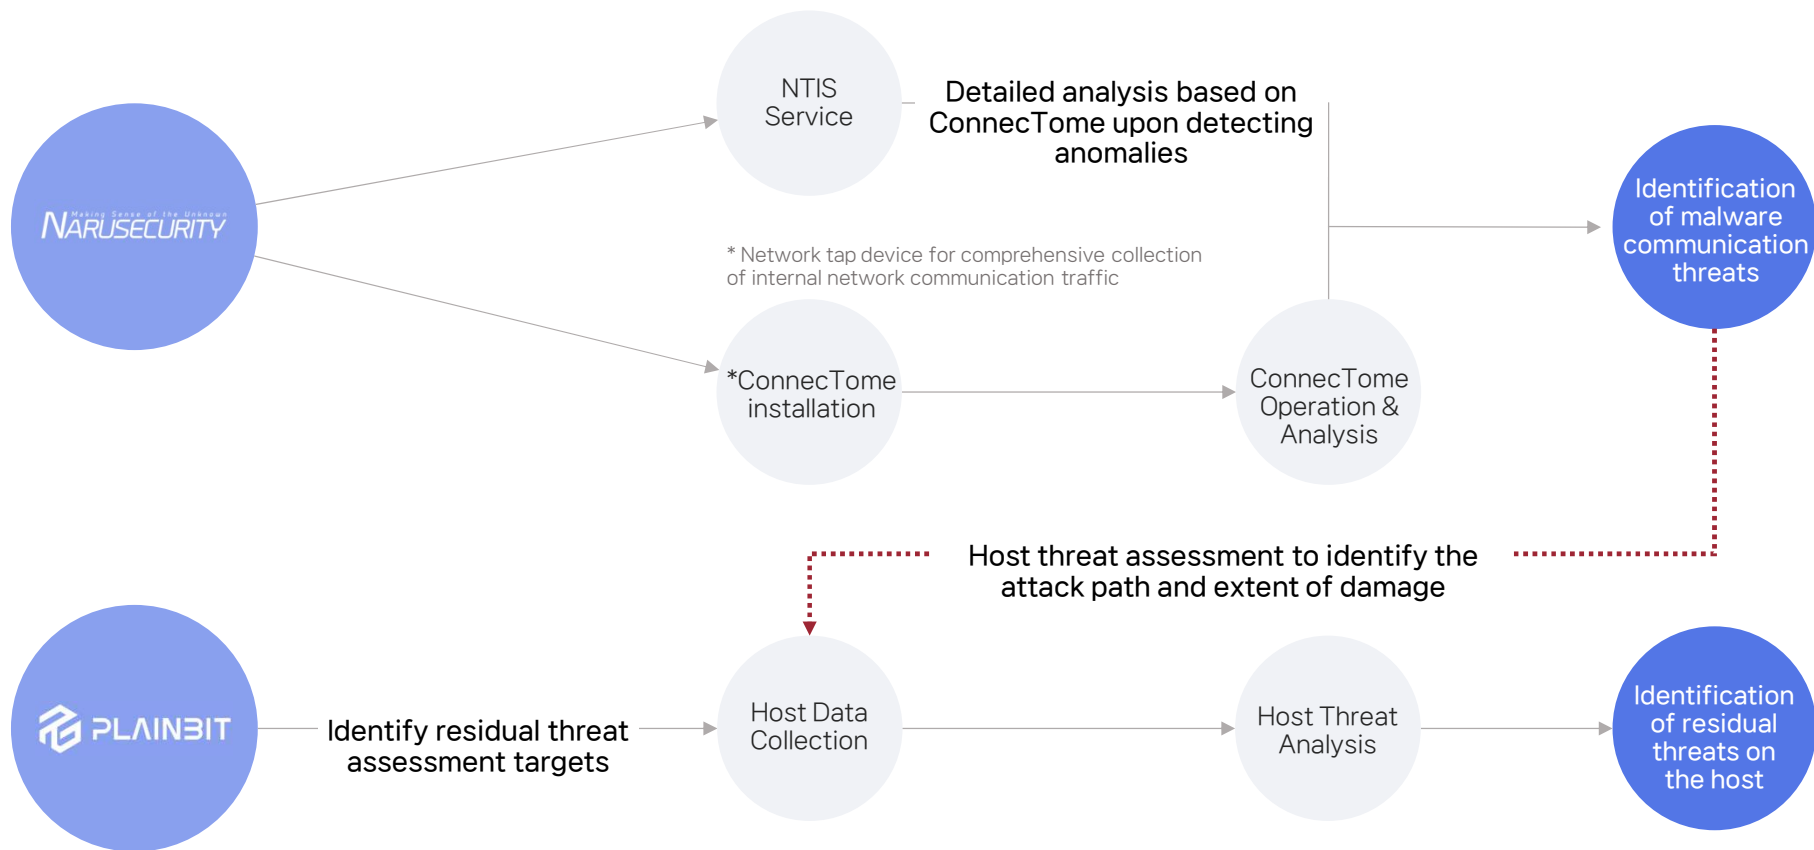 NTIS
Service
Detailed analysis based on
ConnecTome upon detecting
anomalies
Making Sense of the Unknown
NARUSECURITY
Identification
of malware
communication
threats
* Network tap device for comprehensive collection
of internal network communication traffic
*ConnecTome
installation
ConnecTome
Operation &
Analysis
Host threat assessment to identify the
attack path and extent of damage
PLAINBIT
Identify residual threat
assessment targets
Host Data
Collection
Host Threat
Analysis
Identification
of residual
threats on
the host